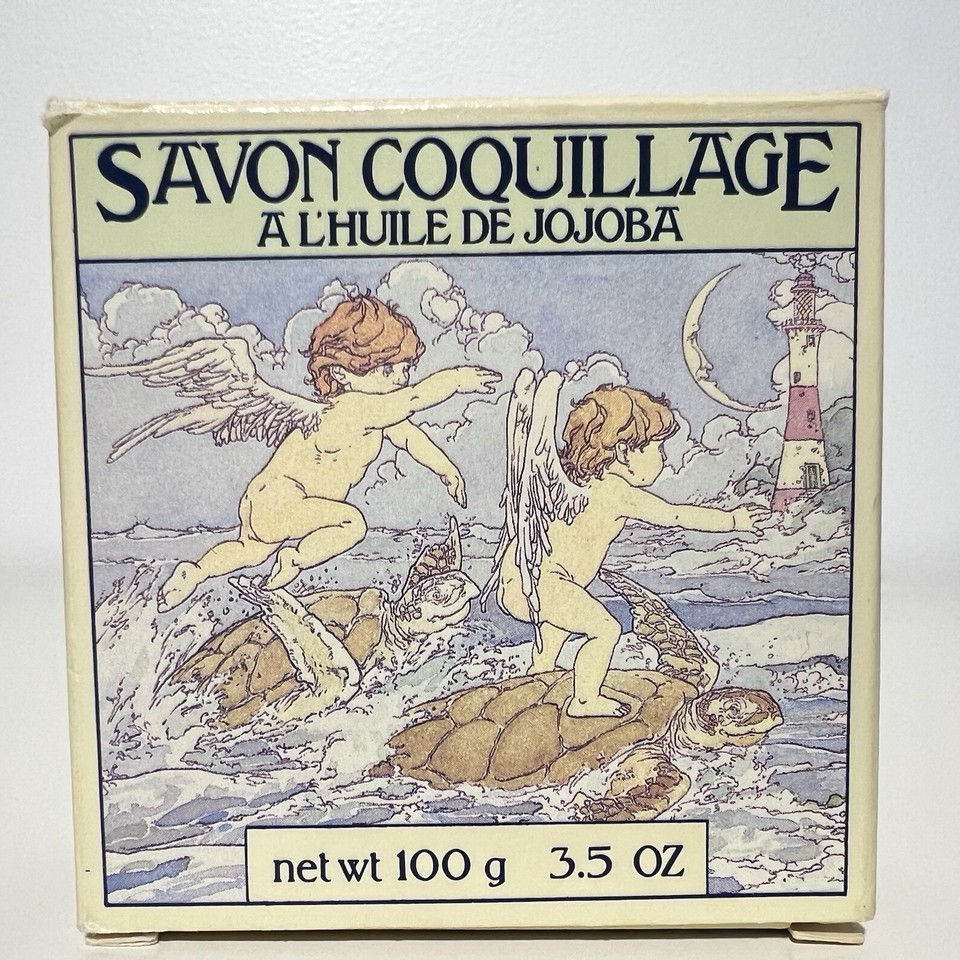 SAVON COQUILLAGE
A L'HUILE DE JOJOBA
net wt 100 g 3.5 OZ